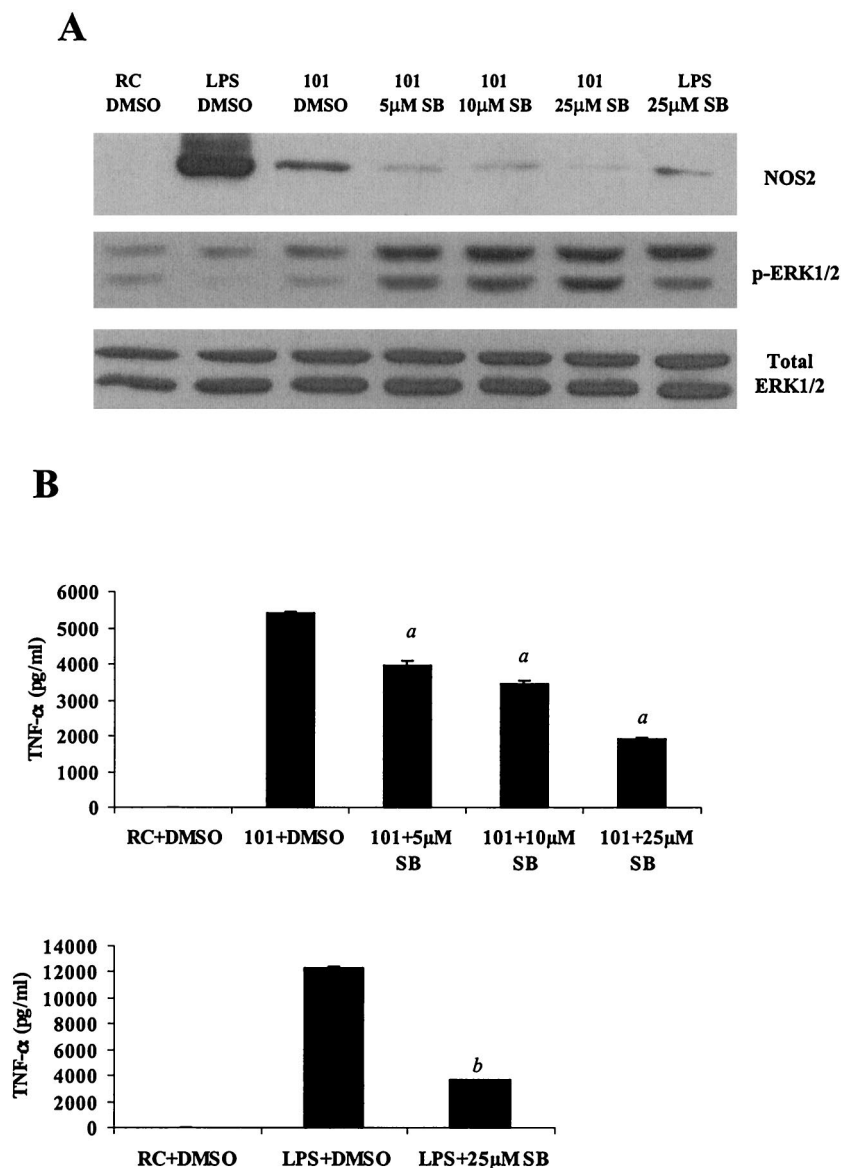 A
RC LPS 101 101 101 101 LPS
DMSO DMSO DMSO 5μM SB 10μM SB 25μM SB 25μM SB
NOS2
p-ERK1/2
Total
ERK1/2
B
6000
5000
4000
3000
2000
1000
0
TNF-α (pg/ml)
a
a
a
RC+DMSO 101+DMSO 101+5μM 101+10μM 101+25μM
SB SB SB
14000
12000
10000
8000
6000
4000
2000
0
TNF-α (pg/ml)
b
RC+DMSO LPS+DMSO LPS+25μM SB